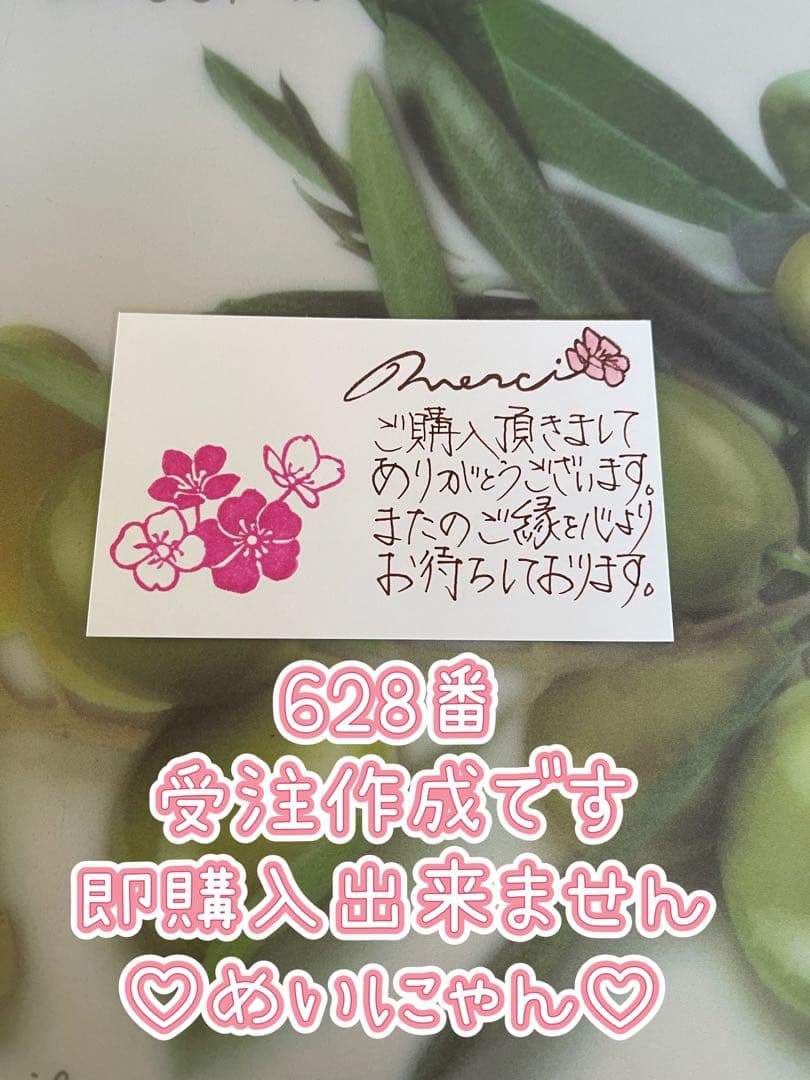 merci
ご購入頂きまして
ありがとうございます。
またのご縁を心より
お待ちしております。
628番
受注作成です
即購入出来ません
♡めいにゃん♡